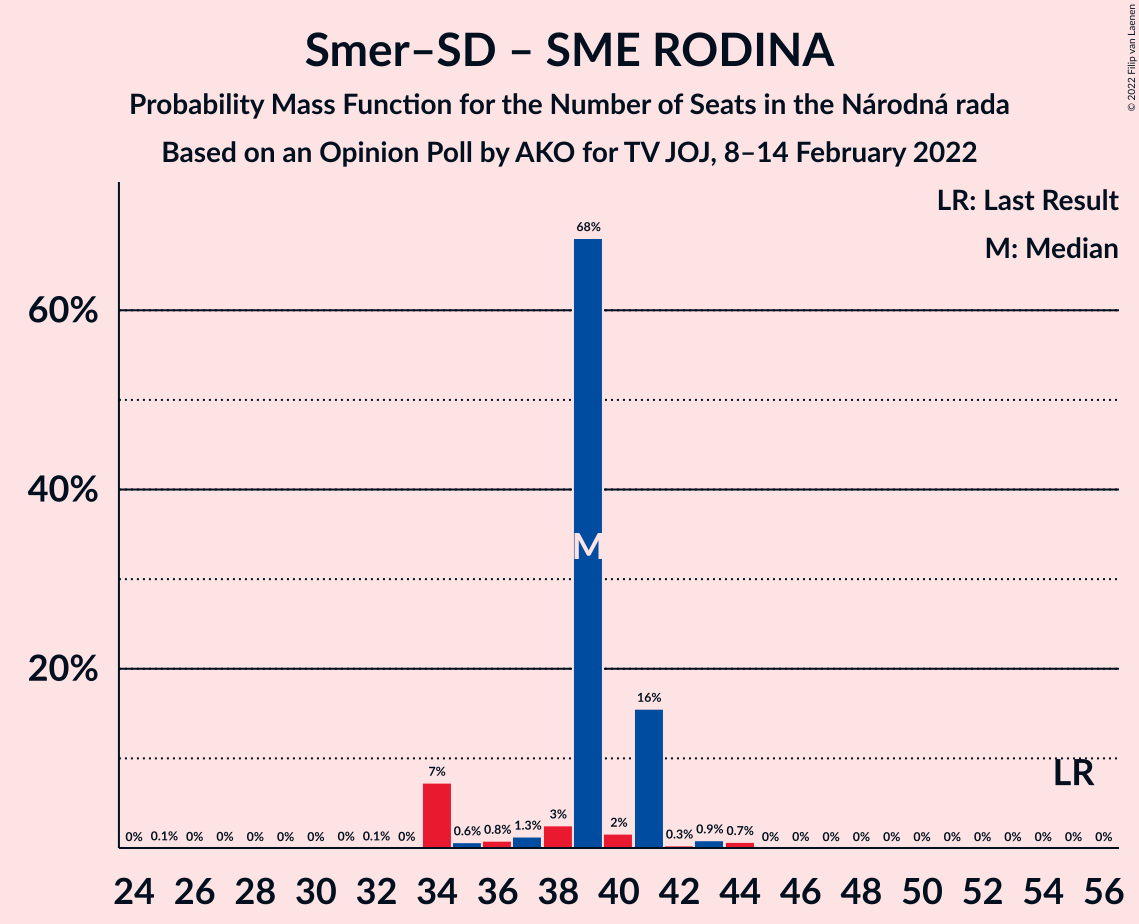 Smer–SD – SME RODINA
Probability Mass Function for the Number of Seats in the Národná rada
Based on an Opinion Poll by AKO for TV JOJ, 8–14 February 2022
© 2022 Filip van Laenen
LR: Last Result
M: Median
60%
40%
20%
0% 0.1% 0% 0% 0% 0% 0% 0% 0.1% 0% 7% 0.6% 0.8% 1.3% 3% 68% 2% 16% 0.3% 0.9% 0.7% 0% 0% 0% 0% 0% 0% 0% 0% 0% 0% 0% 0%
M
LR
24 26 28 30 32 34 36 38 40 42 44 46 48 50 52 54 56